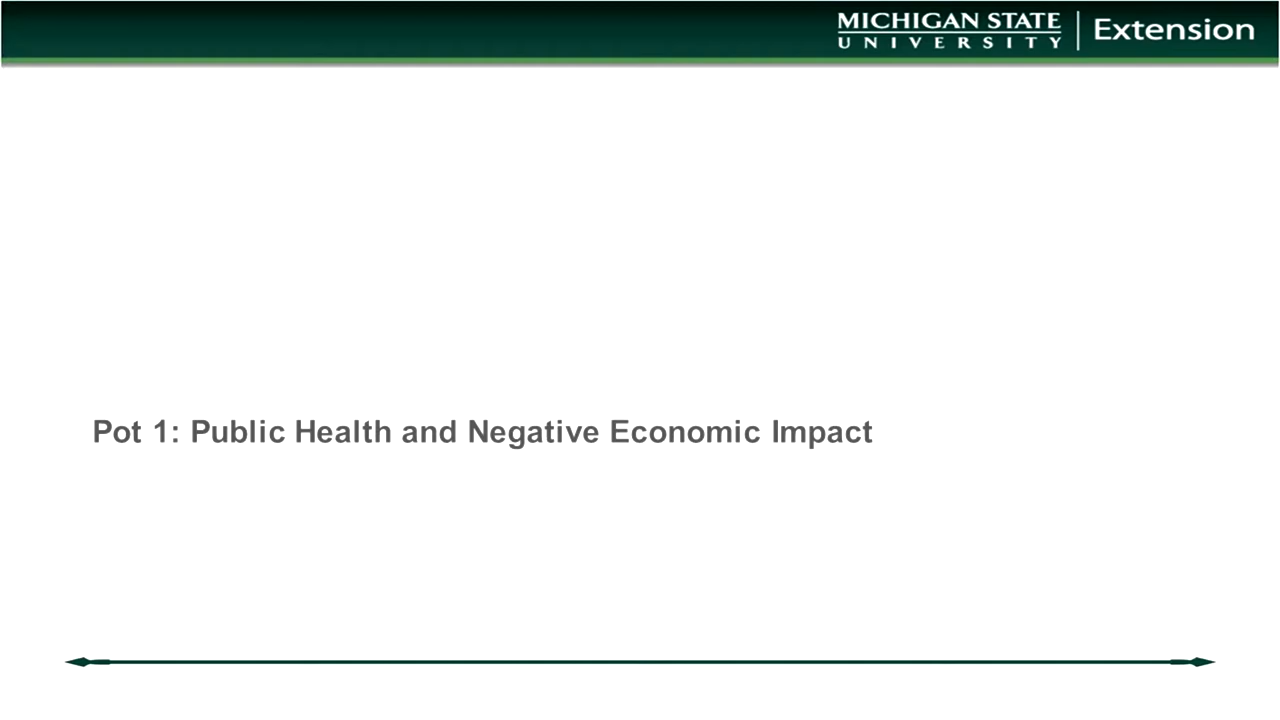 MICHIGAN STATE
UNIVERSITY
Extension
Pot 1: Public Health and Negative Economic Impact